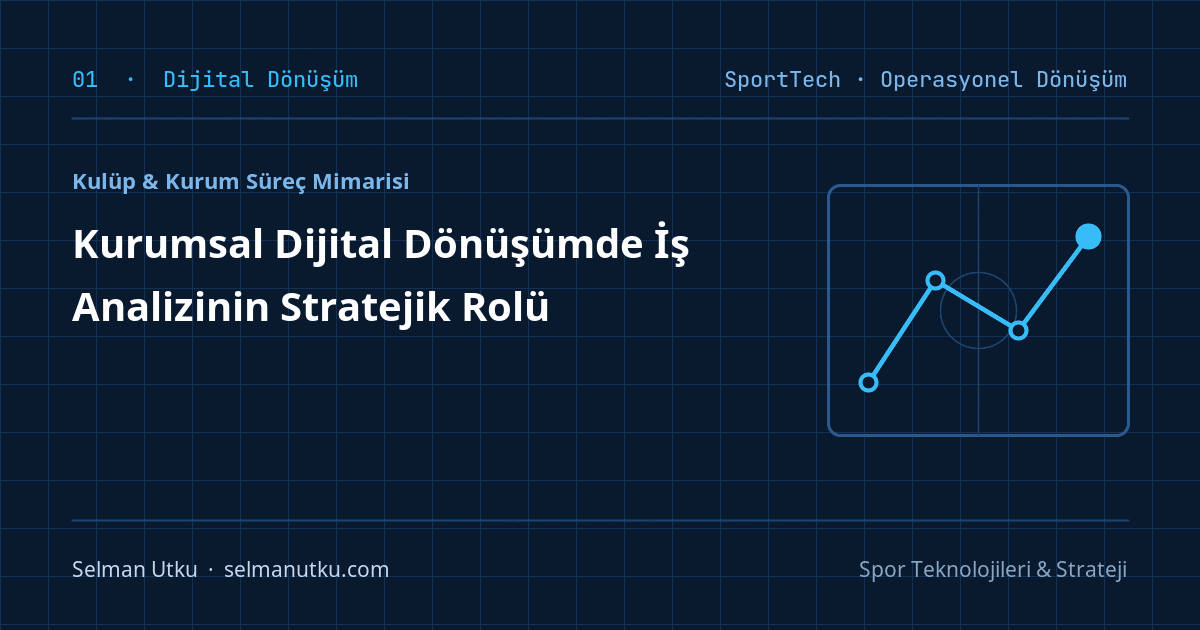 01 · Dijital Dönüşüm
SportTech · Operasyonel Dönüşüm
Kulüp & Kurum Süreç Mimarisi
Kurumsal Dijital Dönüşümde İş
Analizinin Stratejik Rolü
Selman Utku · selmanutku.com
Spor Teknolojileri & Strateji